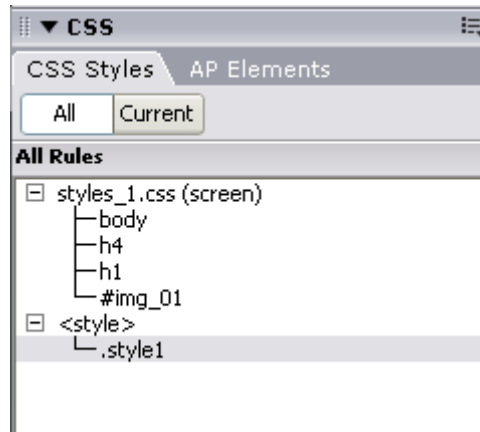 CSS
CSS Styles AP Elements
All Current
All Rules
styles_1.css (screen)
body
h4
h1
#img_01
<style>
.style1